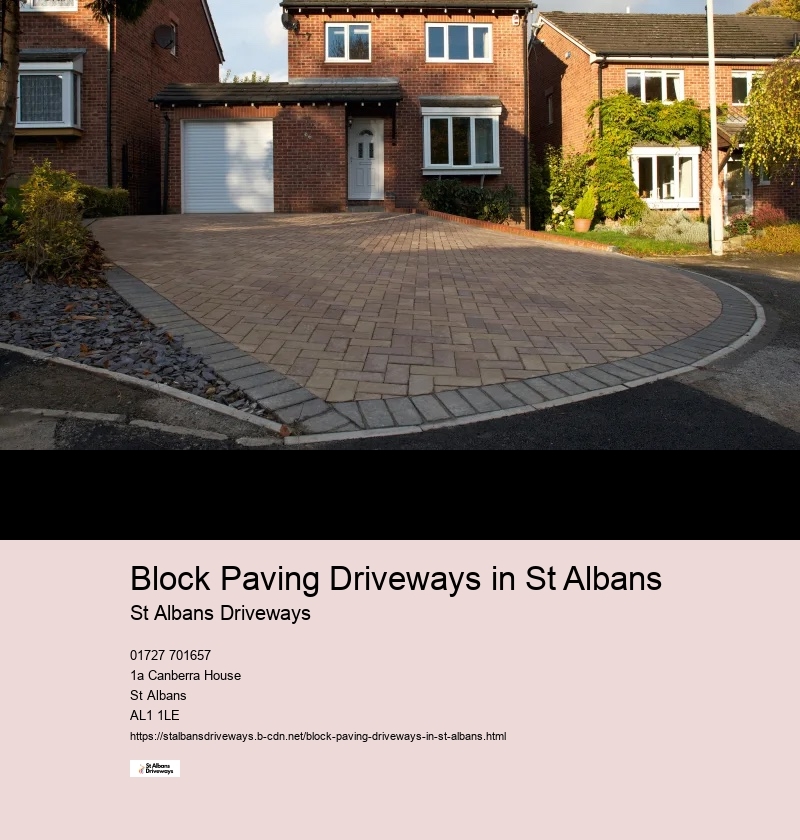 Block Paving Driveways in St Albans
St Albans Driveways
01727 701657
1a Canberra House
St Albans
AL1 1LE
https://stalbansdriveways.b-cdn.net/block-paving-driveways-in-st-albans.html
St Albans
Driveways